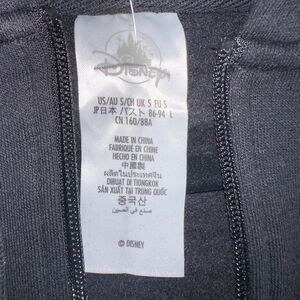 Disney
US/AU S/CH UK S EU S
JP日本 バスト 86-94 L
CN 160/88A
MADE IN CHINA
FABRIQUÉ EN CHINE
HECHO EN CHINA
中國製
ผลิตในประเทศจีน
DIBUAT DI TIONGKOK
SẢN XUẤT TẠI TRUNG QUỐC
중국산
صنع في الصين
© DISNEY